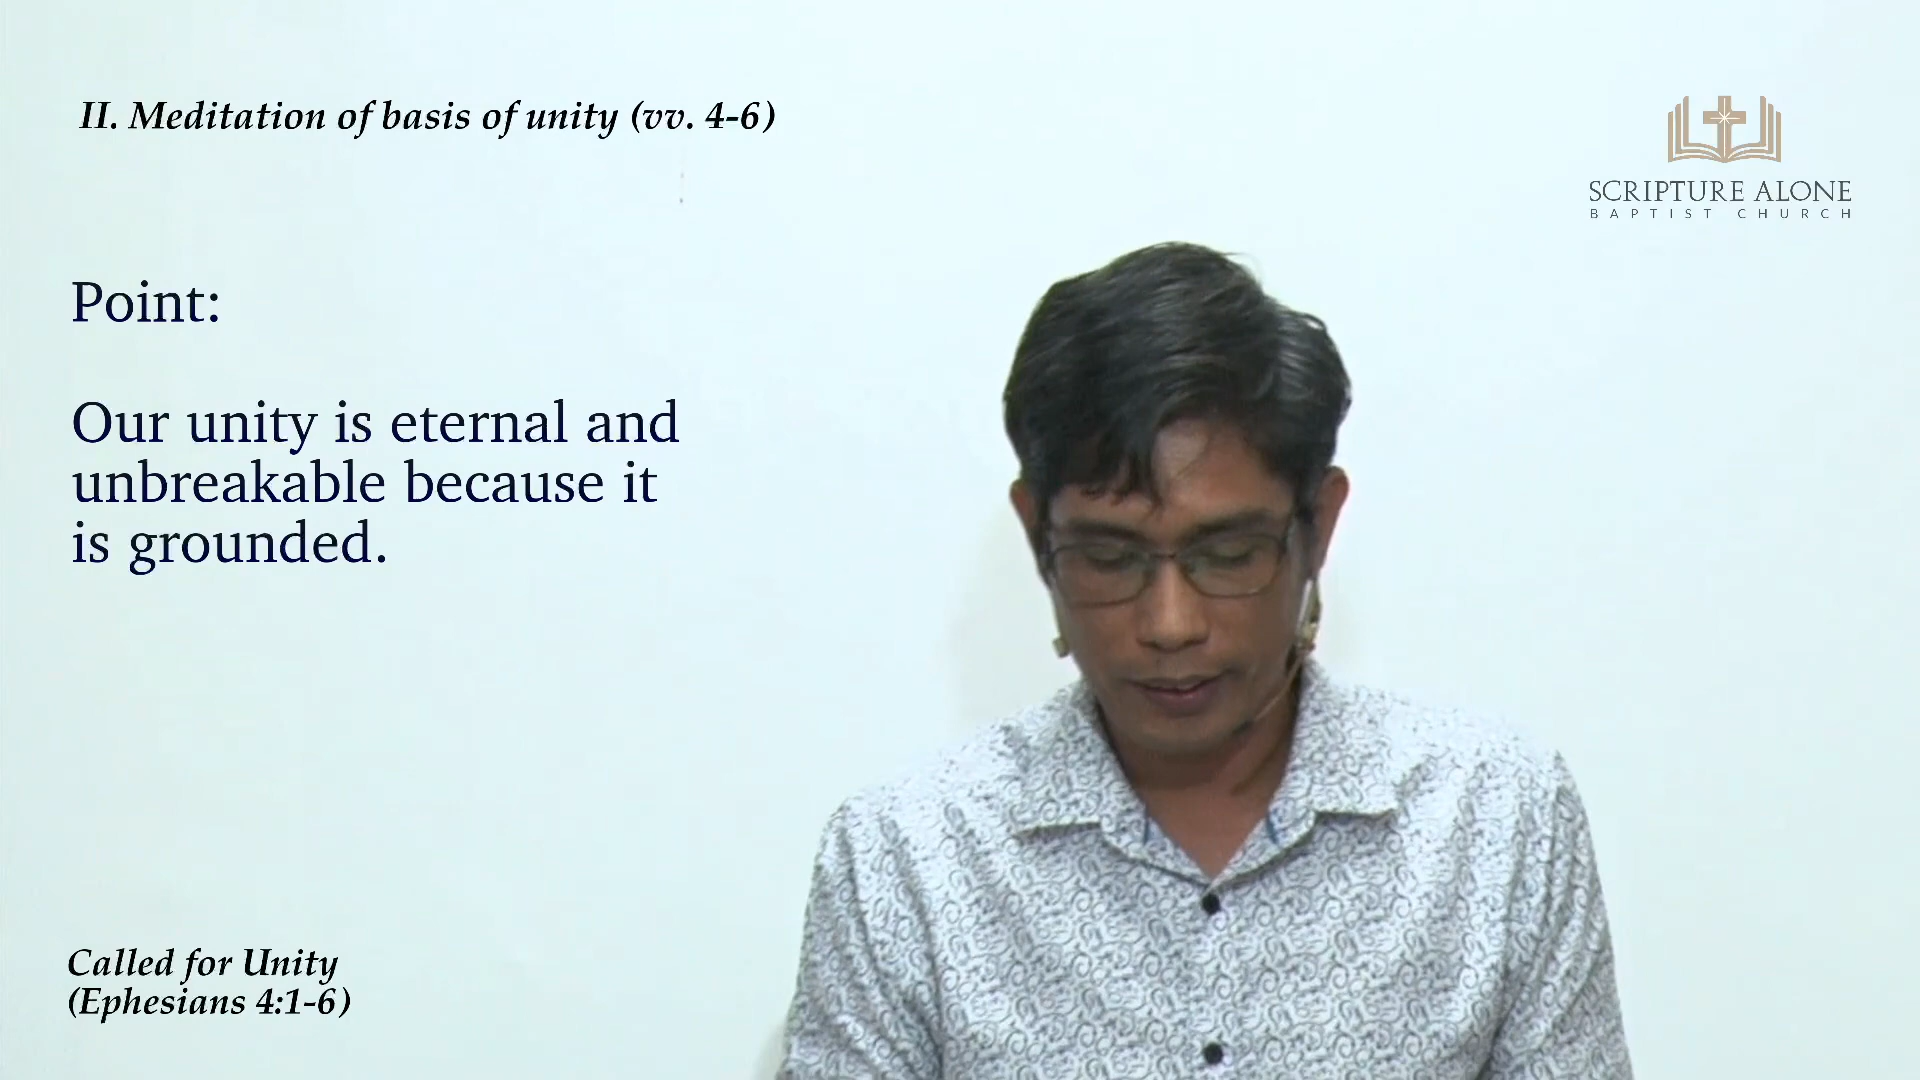 II. Meditation of basis of unity (vv. 4-6)
SCRIPTURE ALONE
BAPTIST CHURCH
Point:
Our unity is eternal and
unbreakable because it
is grounded.
Called for Unity
(Ephesians 4:1-6)